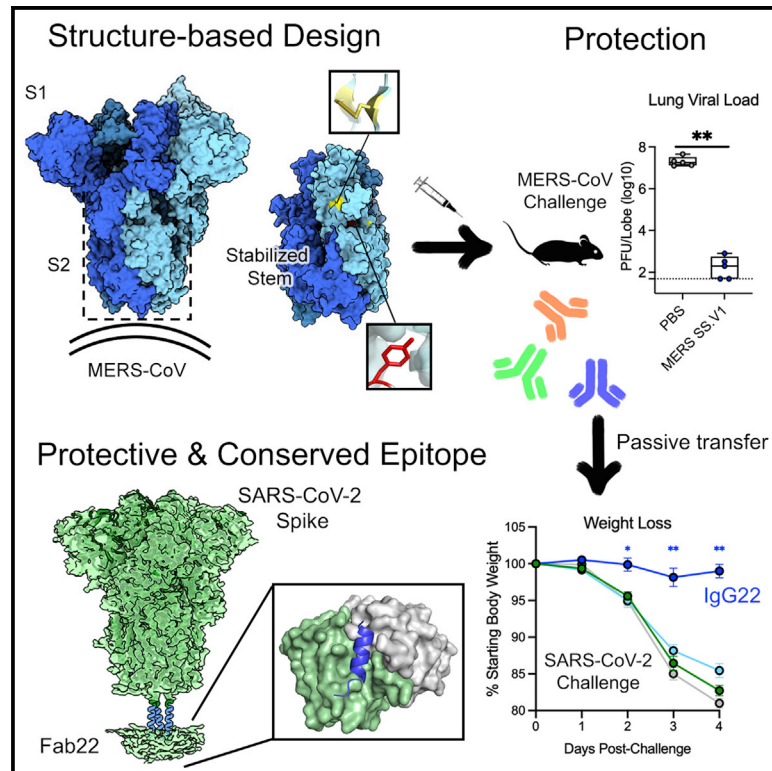 Structure-based Design
S1
S2
Stabilized
Stem
MERS-CoV
MERS-CoV
Challenge
Protection
Lung Viral Load
**
PFU/Lobe (log10)
8
6
4
2
PBS
MERS SS.V1
Passive transfer
Protective & Conserved Epitope
SARS-CoV-2
Spike
Fab22
Weight Loss
% Starting Body Weight
105
100
95
90
85
80
* ** **
IgG22
SARS-CoV-2
Challenge
0 1 2 3 4
Days Post-Challenge